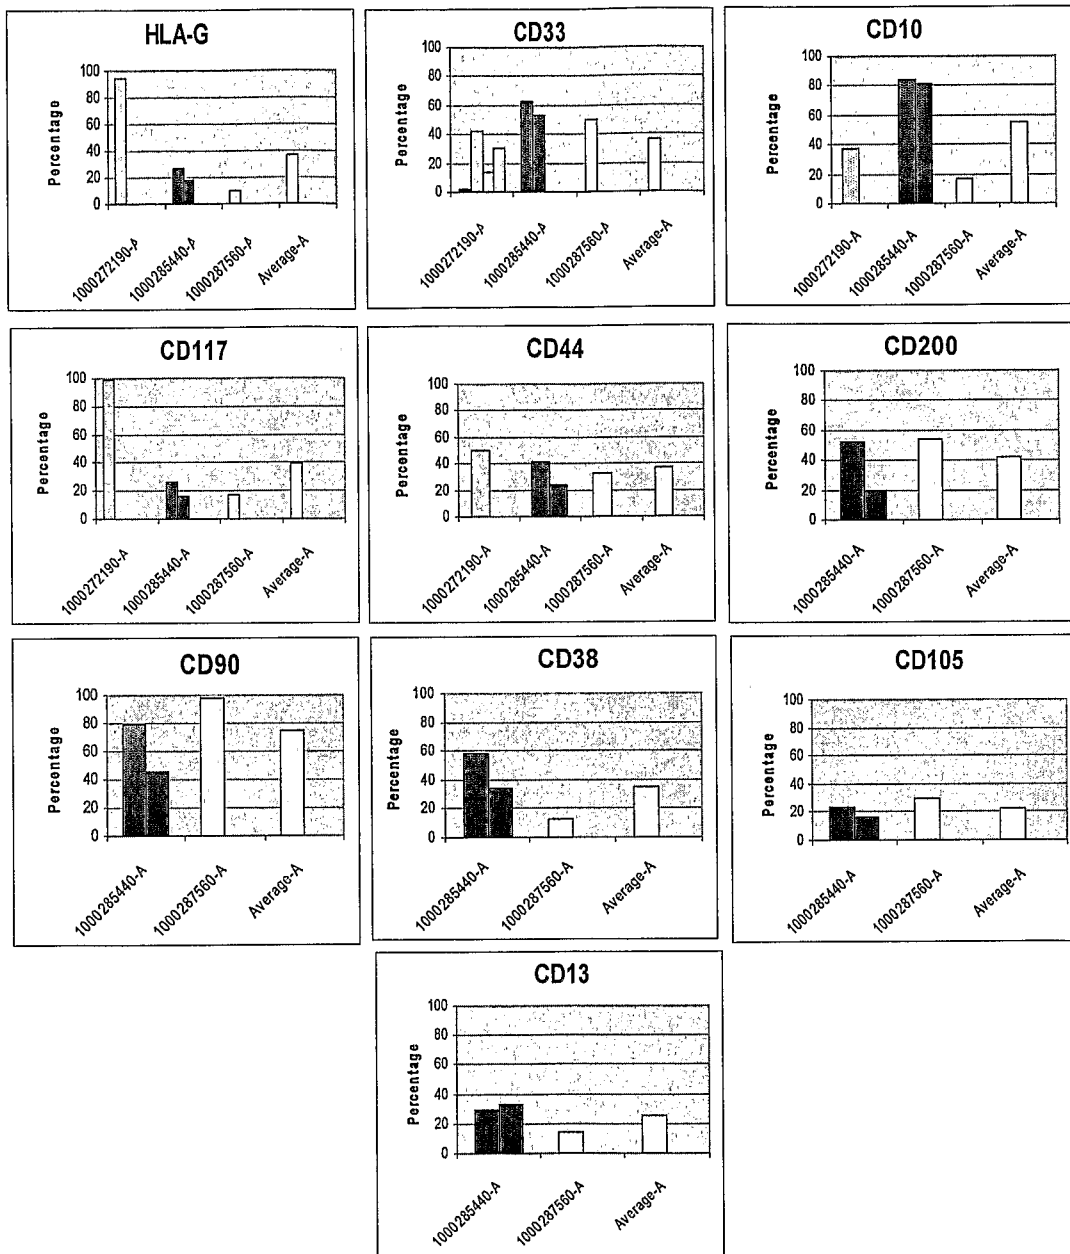 HLA-G
Percentage
100
80
60
40
20
0
1000272190-A
1000285440-A
1000287560-A
Average-A
CD33
Percentage
100
80
60
40
20
0
1000272190-A
1000285440-A
1000287560-A
Average-A
CD10
Percentage
100
80
60
40
20
0
1000272190-A
1000285440-A
1000287560-A
Average-A
CD117
Percentage
100
80
60
40
20
0
1000272190-A
1000285440-A
1000287560-A
Average-A
CD44
Percentage
100
80
60
40
20
0
1000272190-A
1000285440-A
1000287560-A
Average-A
CD200
Percentage
100
80
60
40
20
0
1000285440-A
1000287560-A
Average-A
CD90
Percentage
100
80
60
40
20
0
1000285440-A
1000287560-A
Average-A
CD38
Percentage
100
80
60
40
20
0
1000285440-A
1000287560-A
Average-A
CD105
Percentage
100
80
60
40
20
0
1000285440-A
1000287560-A
Average-A
CD13
Percentage
100
80
60
40
20
0
1000285440-A
1000287560-A
Average-A